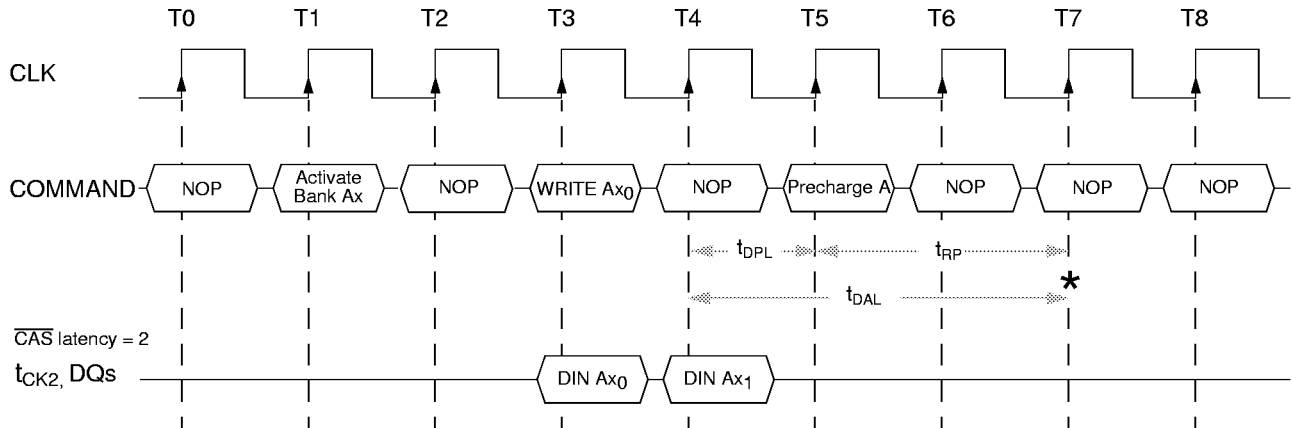 T0 T1 T2 T3 T4 T5 T6 T7 T8
CLK
COMMAND NOP Activate Bank Ax NOP WRITE Ax0 NOP Precharge A NOP NOP NOP
tDPL tRP
*
tDAL
CAS latency = 2
tCK2, DQs DIN Ax0 DIN Ax1